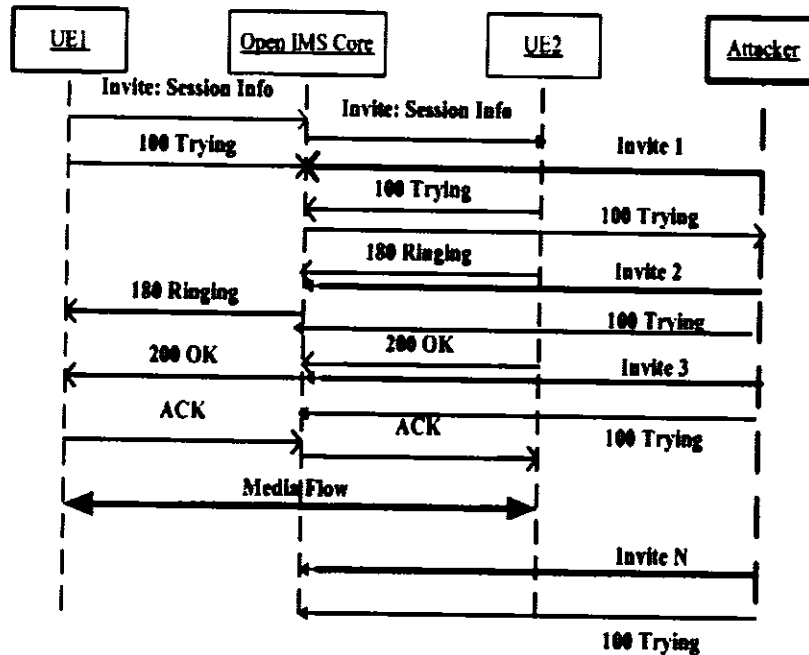 UE1
Open IMS Core
UE2
Attacker
Invite: Session Info
Invite: Session Info
100 Trying
Invite 1
100 Trying
100 Trying
180 Ringing
Invite 2
180 Ringing
100 Trying
200 OK
200 OK
Invite 3
ACK
ACK
100 Trying
Media Flow
Invite N
100 Trying